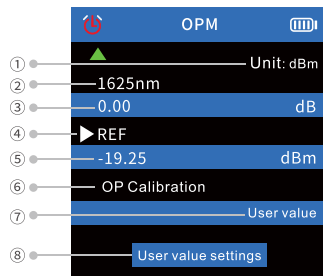 OPM
① Unit: dBm
② 1625nm
③ 0.00 dB
④ REF
⑤ -19.25 dBm
⑥ OP Calibration
⑦ User value
⑧ User value settings